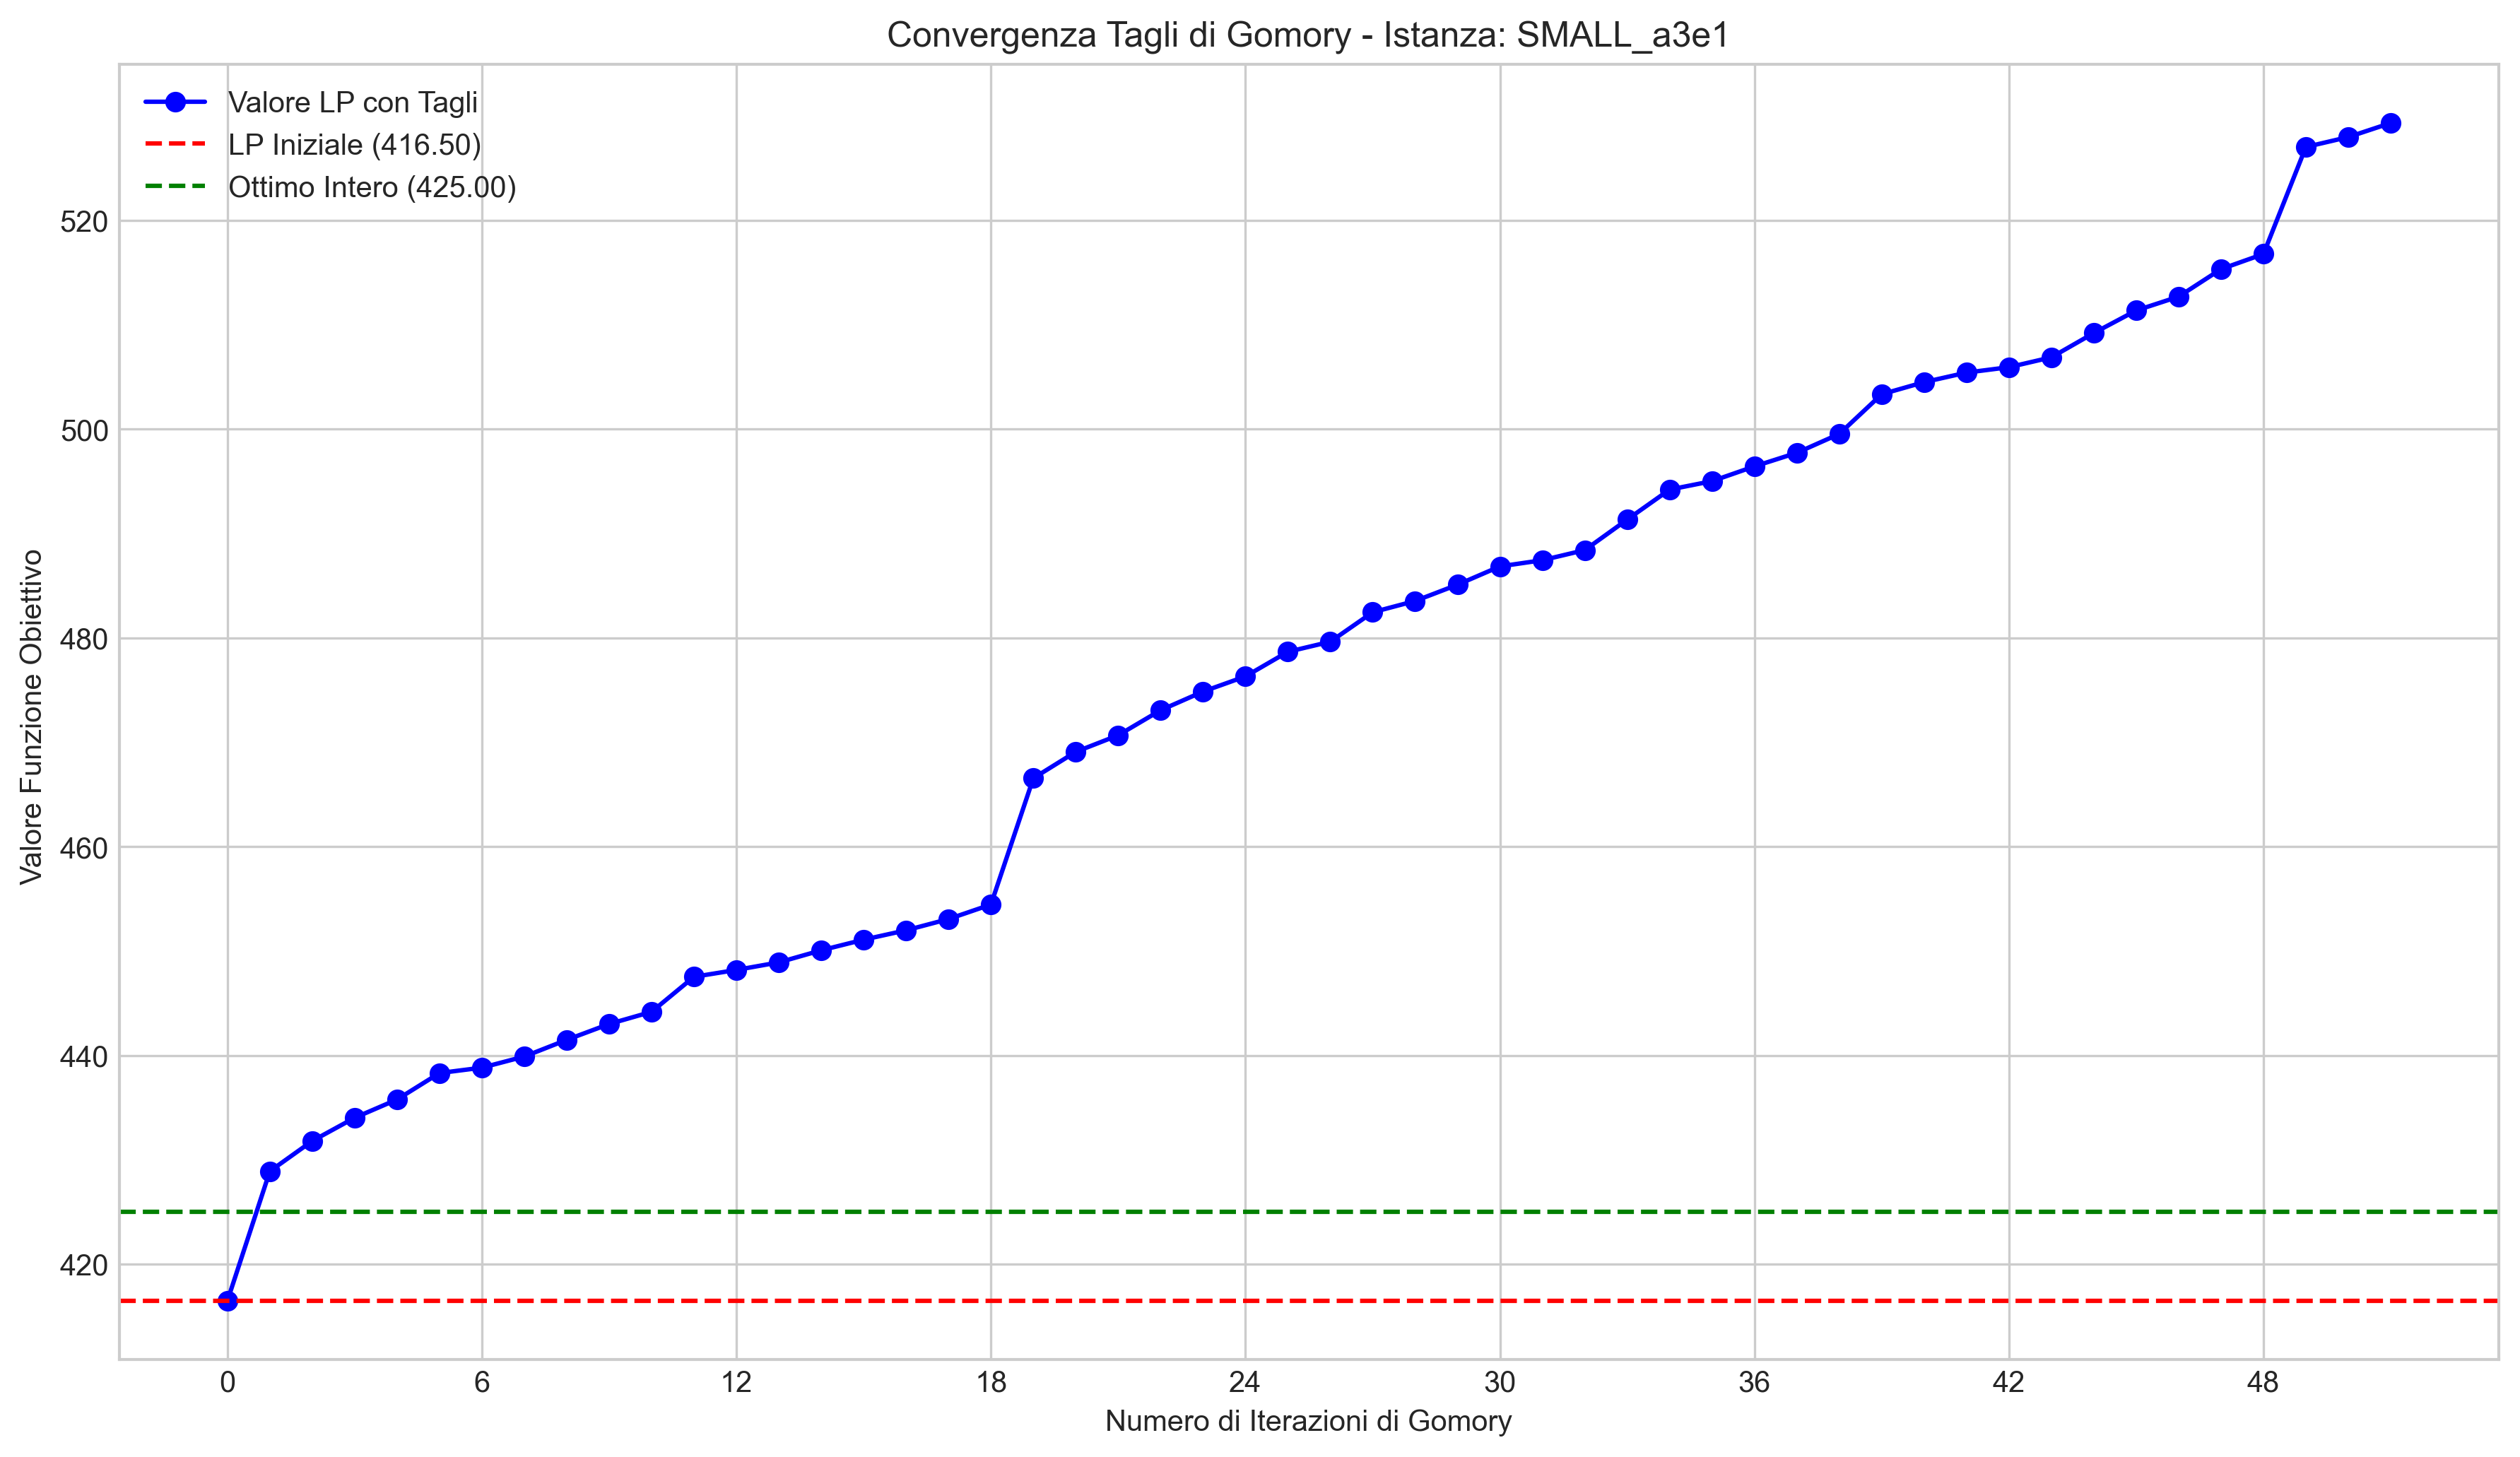 Convergenza Tagli di Gomory - Istanza: SMALL_a3e1
Valore LP con Tagli
LP Iniziale (416.50)
Ottimo Intero (425.00)
Valore Funzione Obiettivo
520
500
480
460
440
420
0 6 12 18 24 30 36 42 48
Numero di Iterazioni di Gomory